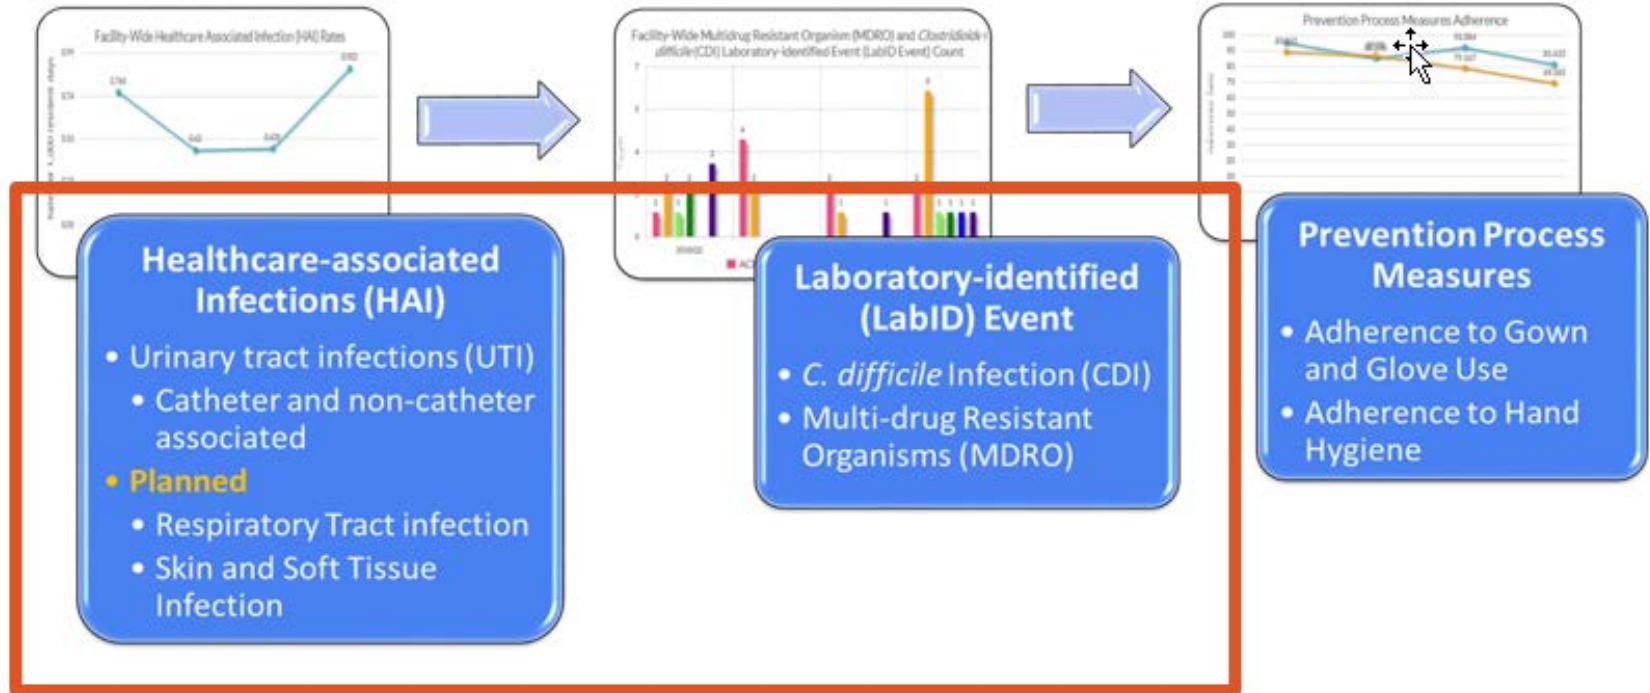 Facility-Wide Healthcare Associated Infection (HAI) Rates
Facility-Wide Multidrug Resistant Organism (MDRO) and Clostridioide
difficile (CDI) Laboratory-identified Event (LabID Event) Count
Prevention Process Measures Adherence
Healthcare-associated
Infections (HAI)
• Urinary tract infections (UTI)
• Catheter and non-catheter
associated
• Planned
• Respiratory Tract infection
• Skin and Soft Tissue
Infection
Laboratory-identified
(LabID) Event
• C. difficile Infection (CDI)
• Multi-drug Resistant
Organisms (MDRO)
Prevention Process
Measures
• Adherence to Gown
and Glove Use
• Adherence to Hand
Hygiene